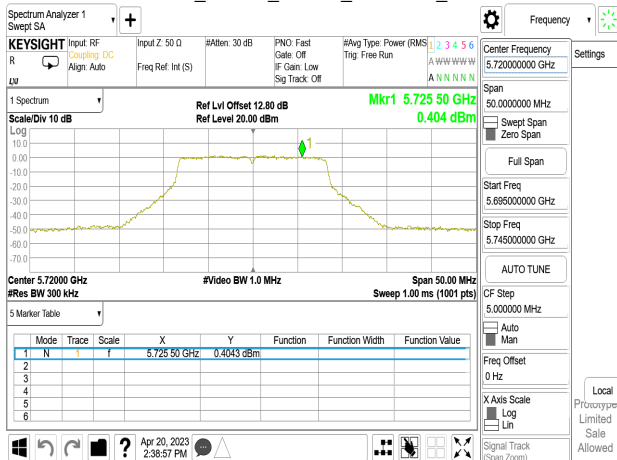 Spectrum Analyzer 1
Swept SA
Frequency
KEYSIGHT
R
LXI
Input: RF
Coupling: DC
Align: Auto
Input Z: 50 Ω
Freq Ref: Int (S)
#Atten: 30 dB
PNO: Fast
Gate: Off
IF Gain: Low
Sig Track: Off
#Avg Type: Power (RMS
Trig: Free Run
1 2 3 4 5 6
A W W W W W
A N N N N N
1 Spectrum
Scale/Div 10 dB
Ref Lvl Offset 12.80 dB
Ref Level 20.00 dBm
Mkr1 5.725 50 GHz
0.404 dBm
Log
10.0
0.00
-10.0
-20.0
-30.0
-40.0
-50.0
-60.0
-70.0
1
Center 5.72000 GHz
#Res BW 300 kHz
#Video BW 1.0 MHz
Span 50.00 MHz
Sweep 1.00 ms (1001 pts)
5 Marker Table
Mode Trace Scale X Y Function Function Width Function Value
1 N 1 f 5.725 50 GHz 0.4043 dBm
2
3
4
5
6
Apr 20, 2023
2:38:57 PM
Center Frequency
5.720000000 GHz
Settings
Span
50.0000000 MHz
Swept Span
Zero Span
Full Span
Start Freq
5.695000000 GHz
Stop Freq
5.745000000 GHz
AUTO TUNE
CF Step
5.000000 MHz
Auto
Man
Freq Offset
0 Hz
X Axis Scale
Log
Lin
Signal Track
(Span Zoom)
Local
Prototype
Limited
Sale
Allowed